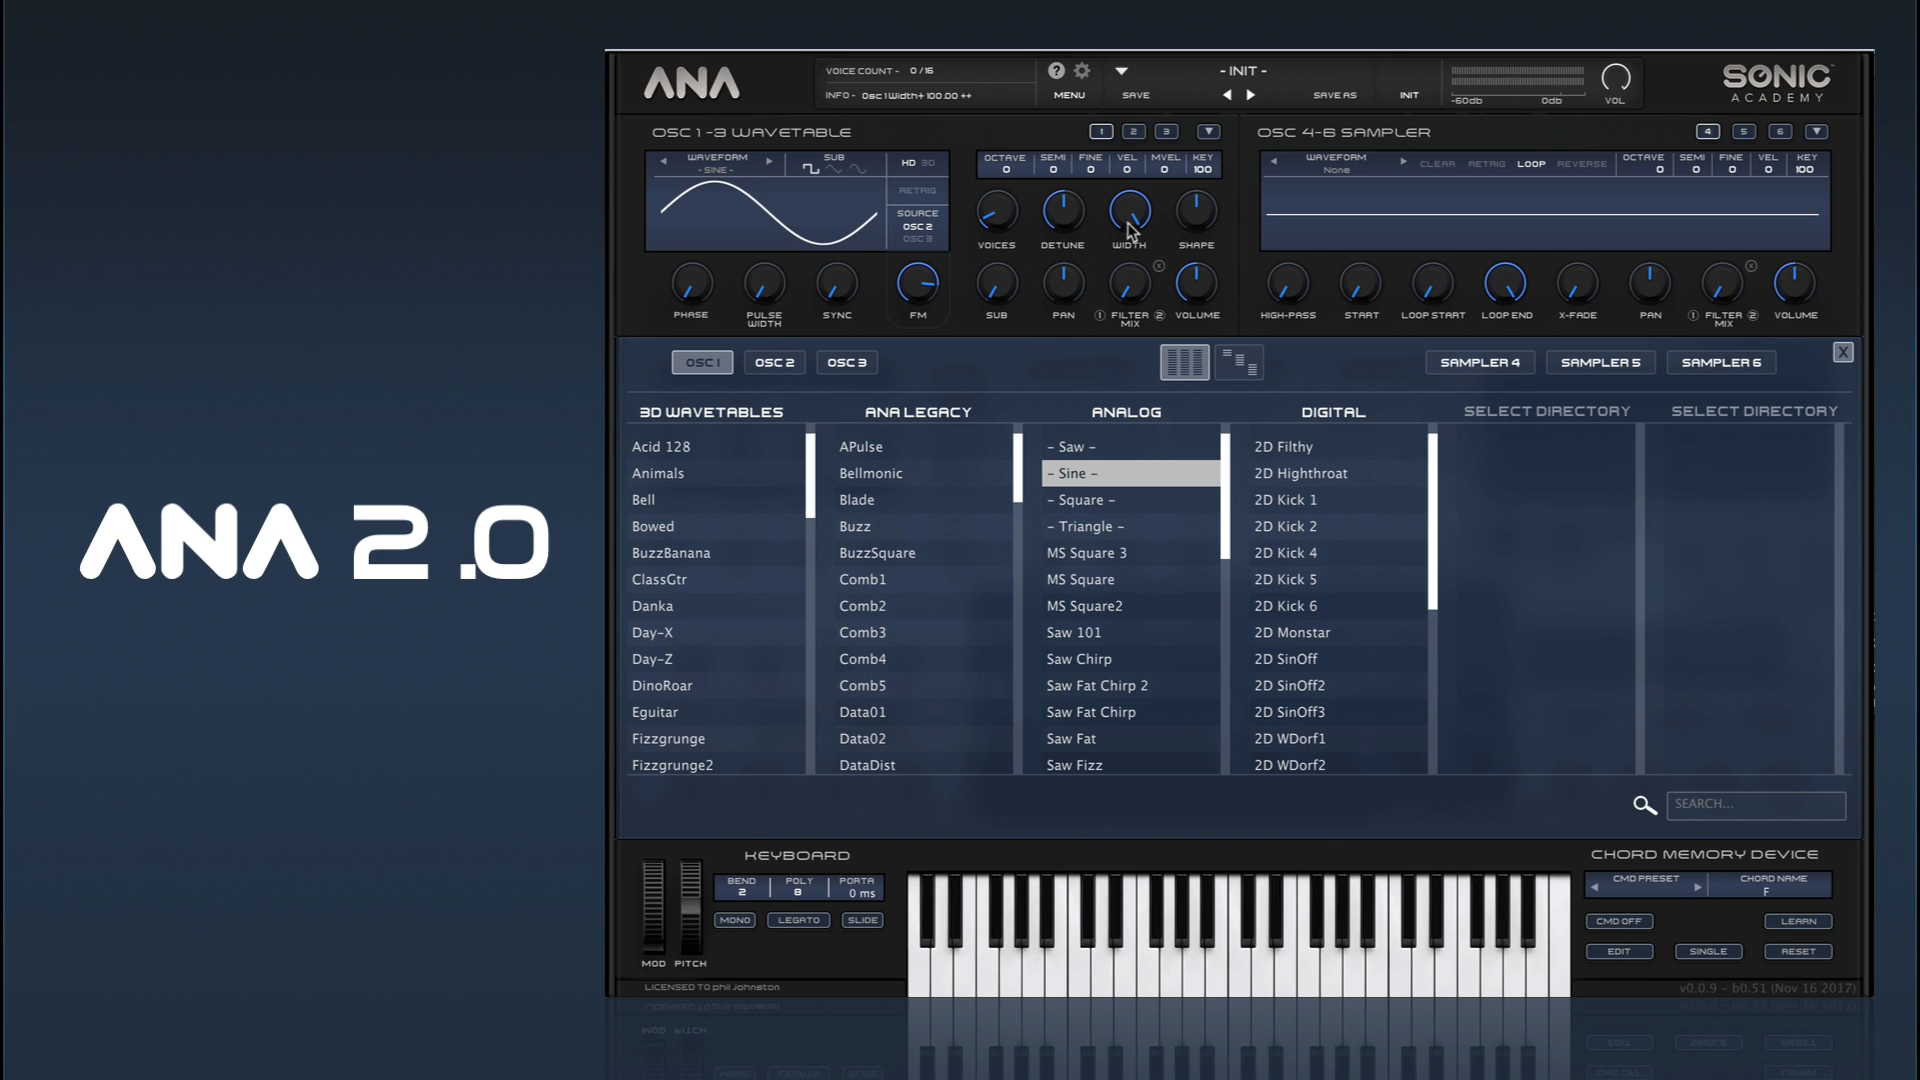 ANA 2.0
ANA
VOICE COUNT - 0 / 16
INFO - Osc 1 Width+ 100.00 ++
? MENU
SAVE
- INIT -
SAVE AS
INIT
-60db 0db
VOL
SONIC
ACADEMY
OSC 1 -3 WAVETABLE
1 2 3
OSC 4-6 SAMPLER
4 5 6
WAVEFORM
- SINE -
SUB
HD 3D
RETRIG
SOURCE
OSC 2
OSC 3
OCTAVE SEMI FINE VEL MVEL KEY
0 0 0 0 0 100
VOICES DETUNE WIDTH SHAPE
WAVEFORM
None
CLEAR RETRIG LOOP REVERSE
OCTAVE SEMI FINE VEL KEY
0 0 0 0 100
PHASE PULSE WIDTH SYNC FM SUB PAN 1 FILTER 2 MIX X VOLUME
HIGH-PASS START LOOP START LOOP END X-FADE PAN 1 FILTER 2 MIX X VOLUME
OSC 1 OSC 2 OSC 3
SAMPLER 4 SAMPLER 5 SAMPLER 6
X
3D WAVETABLES
Acid 128
Animals
Bell
Bowed
BuzzBanana
ClassGtr
Danka
Day-X
Day-Z
DinoRoar
Eguitar
Fizzgrunge
Fizzgrunge2
ANA LEGACY
APulse
Bellmonic
Blade
Buzz
BuzzSquare
Comb1
Comb2
Comb3
Comb4
Comb5
Data01
Data02
DataDist
ANALOG
- Saw -
- Sine -
- Square -
- Triangle -
MS Square 3
MS Square
MS Square2
Saw 101
Saw Chirp
Saw Fat Chirp 2
Saw Fat Chirp
Saw Fat
Saw Fizz
DIGITAL
2D Filthy
2D Highthroat
2D Kick 1
2D Kick 2
2D Kick 4
2D Kick 5
2D Kick 6
2D Monstar
2D SinOff
2D SinOff2
2D SinOff3
2D WDorf1
2D WDorf2
SELECT DIRECTORY
SELECT DIRECTORY
SEARCH...
KEYBOARD
BEND POLY PORTA
2 8 0 ms
MONO LEGATO SLIDE
MOD PITCH
LICENSED TO phil Johnston
CHORD MEMORY DEVICE
CMD PRESET
CHORD NAME
F
CMD OFF LEARN
EDIT SINGLE RESET
v0.0.9 - b0.51 (Nov 16 2017)